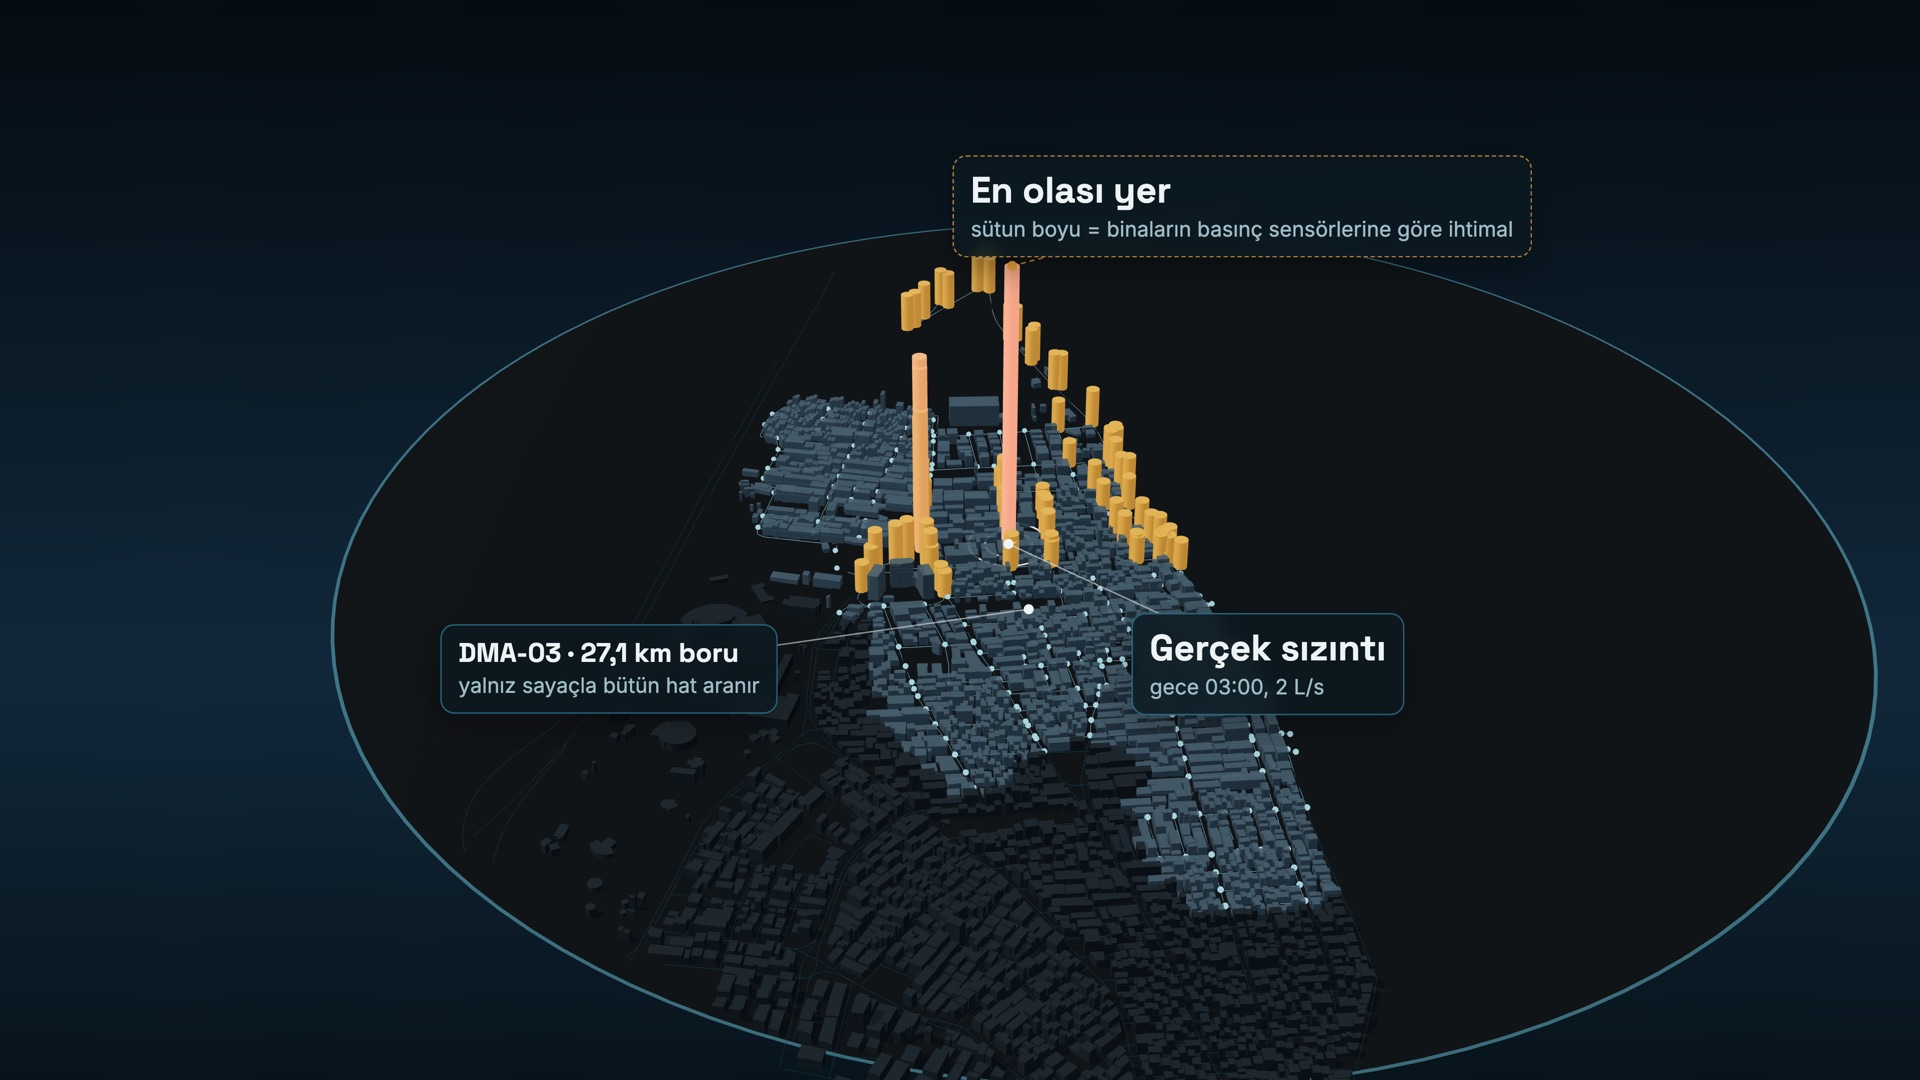 En olası yer
sütun boyu = binaların basınç sensörlerine göre ihtimal
DMA-03 · 27,1 km boru
yalnız sayaçla bütün hat aranır
Gerçek sızıntı
gece 03:00, 2 L/s